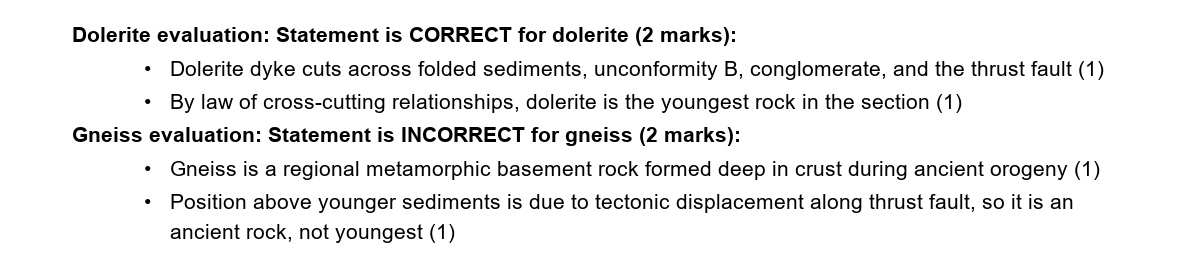 Dolerite evaluation: Statement is CORRECT for dolerite (2 marks):
• Dolerite dyke cuts across folded sediments, unconformity B, conglomerate, and the thrust fault (1)
• By law of cross-cutting relationships, dolerite is the youngest rock in the section (1)
Gneiss evaluation: Statement is INCORRECT for gneiss (2 marks):
• Gneiss is a regional metamorphic basement rock formed deep in crust during ancient orogeny (1)
• Position above younger sediments is due to tectonic displacement along thrust fault, so it is an
ancient rock, not youngest (1)